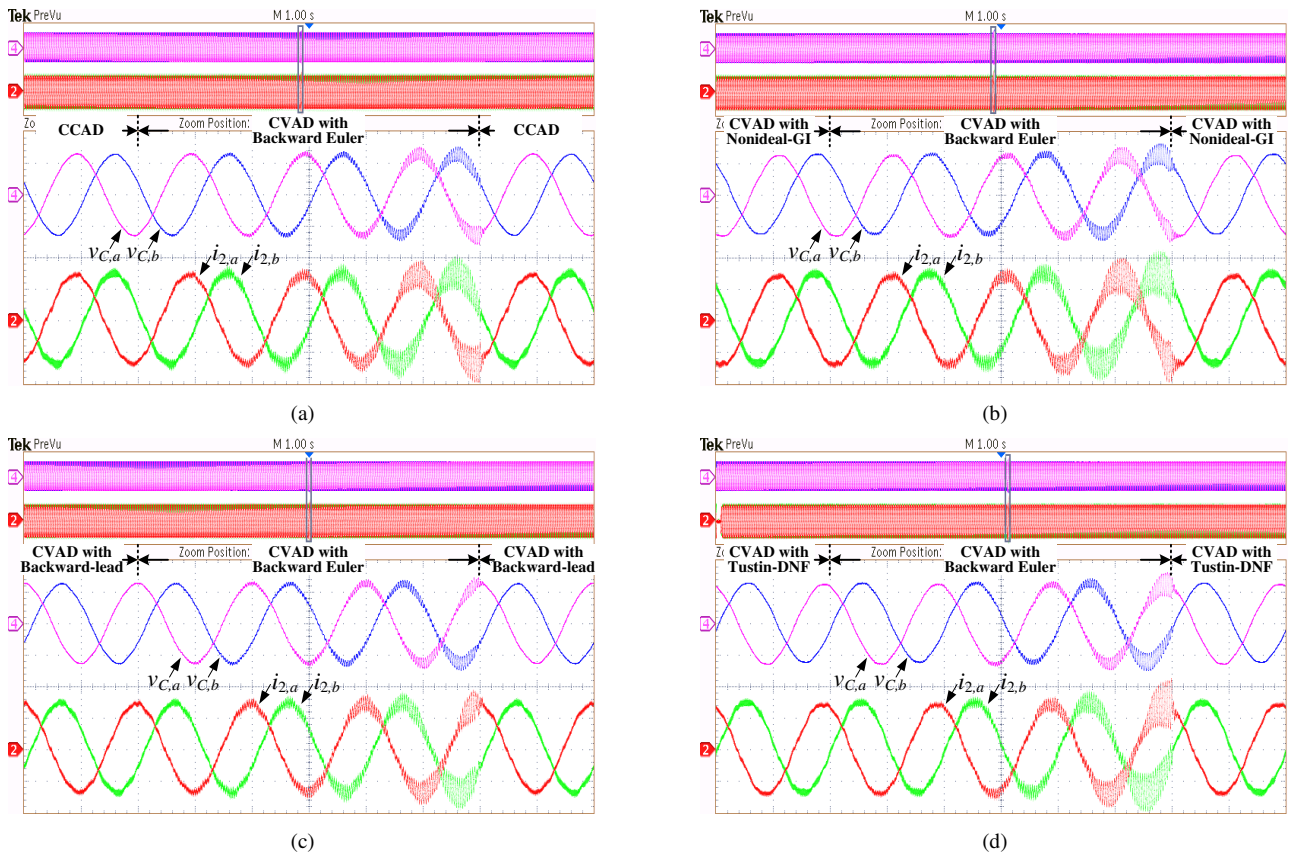 Tek PreVu M 1.00 s
4
2
Zoom Position:
CCAD CVAD with Backward Euler CCAD
4
vC,a vC,b
i2,a i2,b
2
(a)
Tek PreVu M 1.00 s
4
2
Zoom Position:
CVAD with Nonideal-GI CVAD with Backward Euler CVAD with Nonideal-GI
4
vC,a vC,b
i2,a i2,b
2
(b)
Tek PreVu M 1.00 s
4
2
Zoom Position:
CVAD with Backward-lead CVAD with Backward Euler CVAD with Backward-lead
4
vC,a vC,b
i2,a i2,b
2
(c)
Tek PreVu M 1.00 s
4
2
Zoom Position:
CVAD with Tustin-DNF CVAD with Backward Euler CVAD with Tustin-DNF
4
vC,a vC,b
i2,a i2,b
2
(d)